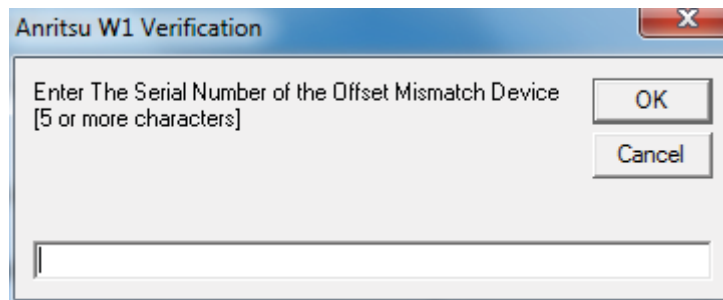 Anritsu W1 Verification
X
Enter The Serial Number of the Offset Mismatch Device
[5 or more characters]
OK
Cancel